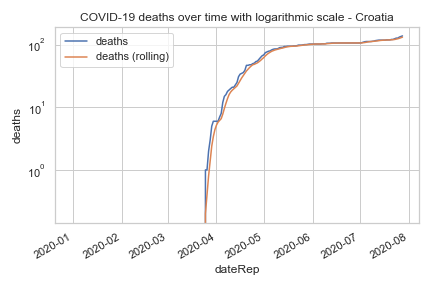 COVID-19 deaths over time with logarithmic scale - Croatia
deaths
deaths (rolling)
10²
10¹
10⁰
deaths
2020-01
2020-02
2020-03
2020-04
2020-05
2020-06
2020-07
2020-08
dateRep